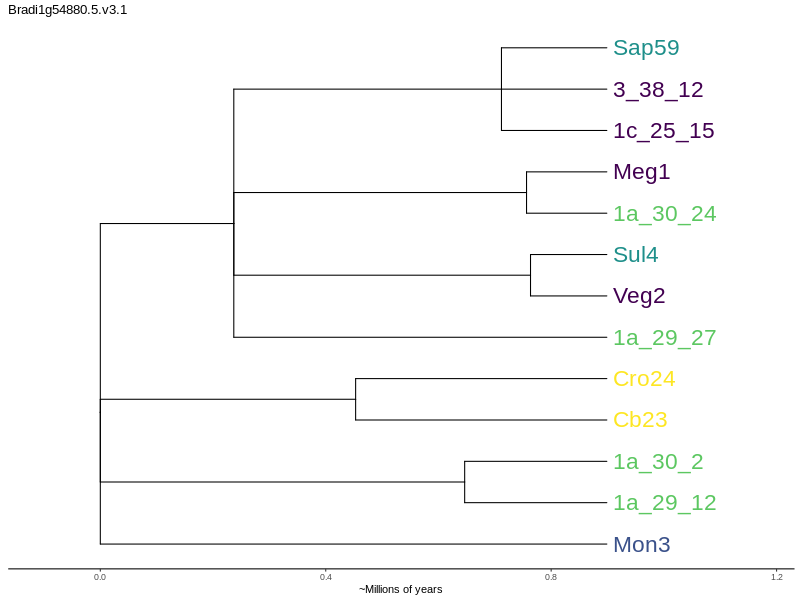 Bradi1g54880.5.v3.1
Sap59
3_38_12
1c_25_15
Meg1
1a_30_24
Sul4
Veg2
1a_29_27
Cro24
Cb23
1a_30_2
1a_29_12
Mon3
0.0 0.4 0.8 1.2
~Millions of years